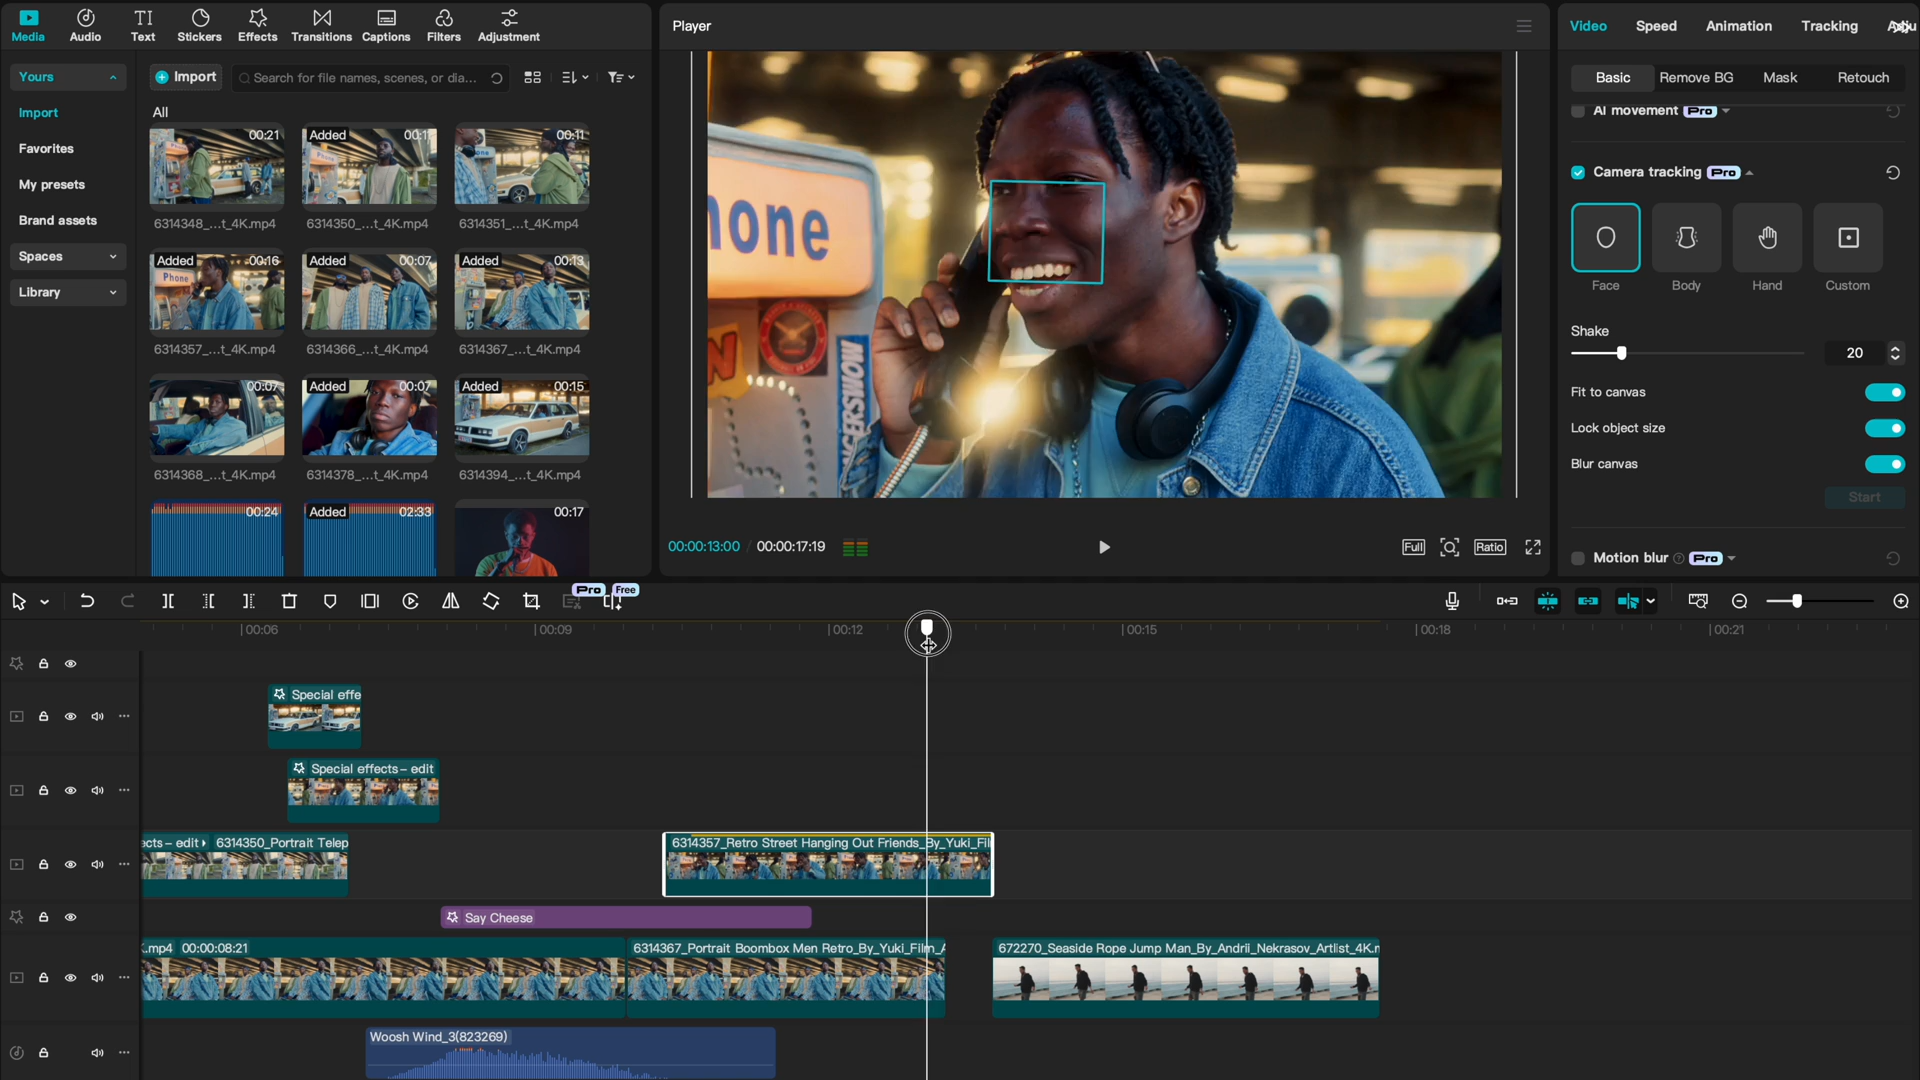 Media
Audio
Text
Stickers
Effects
Transitions
Captions
Filters
Adjustment
Yours
Import
Favorites
My presets
Brand assets
Spaces
Library
Import
Search for file names, scenes, or dia...
All
00:21
6314348_...t_4K.mp4
Added
6314350_...t_4K.mp4
00:11
6314351_...t_4K.mp4
Added 00:16
6314357_...t_4K.mp4
Added 00:07
6314366_...t_4K.mp4
Added 00:13
6314367_...t_4K.mp4
00:07
6314368_...t_4K.mp4
Added 00:07
6314378_...t_4K.mp4
Added 00:15
6314394_...t_4K.mp4
00:24
Added 02:33
00:17
Player
hone
00:00:13:00 / 00:00:17:19
Full
Ratio
Video
Speed
Animation
Tracking
Basic
Remove BG
Mask
Retouch
AI movement Pro
Camera tracking Pro
Face
Body
Hand
Custom
Shake
20
Fit to canvas
Lock object size
Blur canvas
Start
Motion blur Pro
Pro
Free
00:06
00:09
00:12
00:15
00:18
00:21
Special effe
Special effects – edit
ects – edit
6314350_Portrait Telep
6314357_Retro Street Hanging Out Friends_By_Yuki_Fil
Say Cheese
.mp4 00:00:08:21
6314367_Portrait Boombox Men Retro_By_Yuki_Film_A
672270_Seaside Rope Jump Man_By_Andrii_Nekrasov_Artlist_4K.m
Woosh Wind_3(823269)